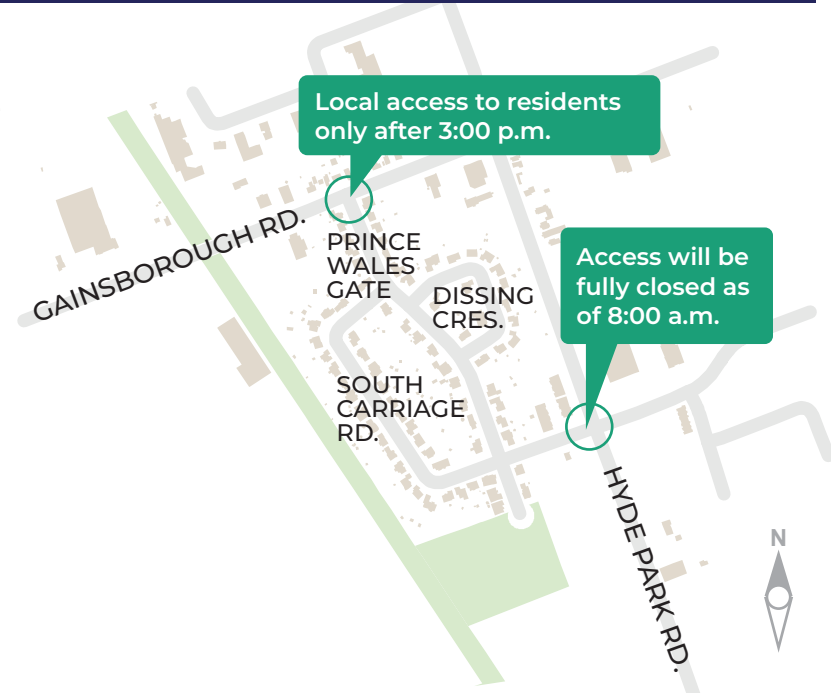 Local access to residents
only after 3:00 p.m.
GAINSBOROUGH RD.
PRINCE
WALES
GATE
DISSING
CRES.
Access will be
fully closed as
of 8:00 a.m.
SOUTH
CARRIAGE
RD.
HYDE PARK RD.
N